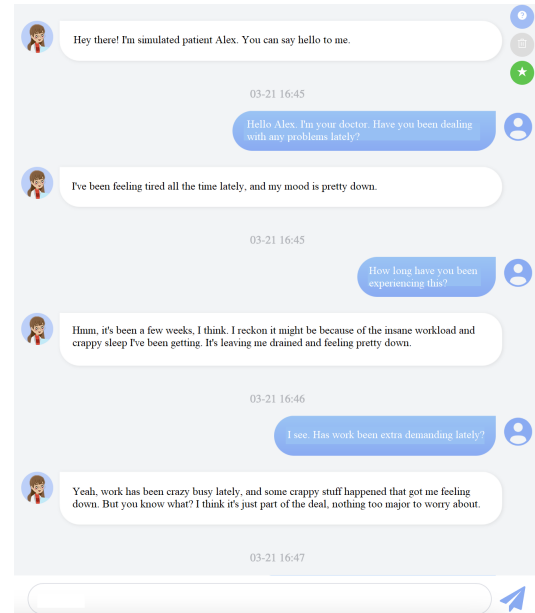 Hey there! I'm simulated patient Alex. You can say hello to me.
03-21 16:45
Hello Alex. I'm your doctor. Have you been dealing
with any problems lately?
I've been feeling tired all the time lately, and my mood is pretty down.
03-21 16:45
How long have you been
experiencing this?
Hmm, it's been a few weeks, I think. I reckon it might be because of the insane workload and
crappy sleep I've been getting. It's leaving me drained and feeling pretty down.
03-21 16:46
I see. Has work been extra demanding lately?
Yeah, work has been crazy busy lately, and some crappy stuff happened that got me feeling
down. But you know what? I think it's just part of the deal, nothing too major to worry about.
03-21 16:47